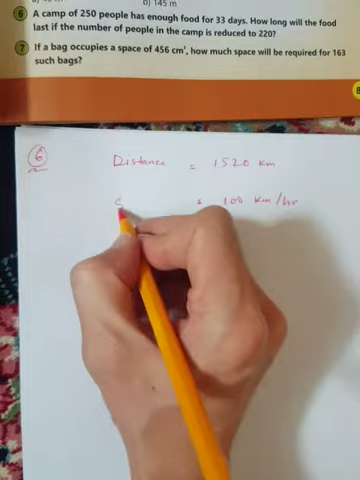 b) 145 m
6 A camp of 250 people has enough food for 33 days. How long will the food
last if the number of people in the camp is reduced to 220?
7 If a bag occupies a space of 456 cm³, how much space will be required for 163
such bags?
6 Distance = 1520 km
= 100 km/hr